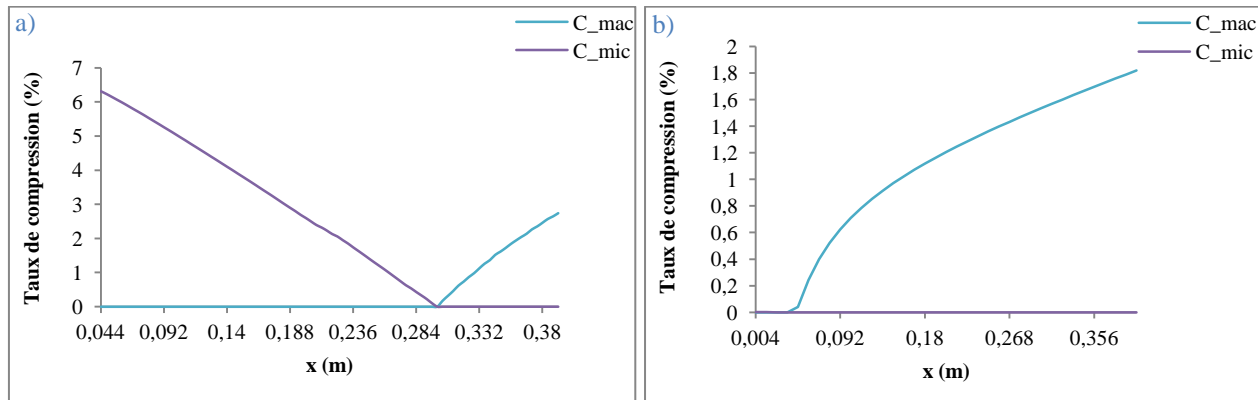 a)
C_mac
C_mic
Taux de compression (%)
7
6
5
4
3
2
1
0
0,044 0,092 0,14 0,188 0,236 0,284 0,332 0,38
x (m)
b)
C_mac
C_mic
Taux de compression (%)
2
1,8
1,6
1,4
1,2
1
0,8
0,6
0,4
0,2
0
0,004 0,092 0,18 0,268 0,356
x (m)